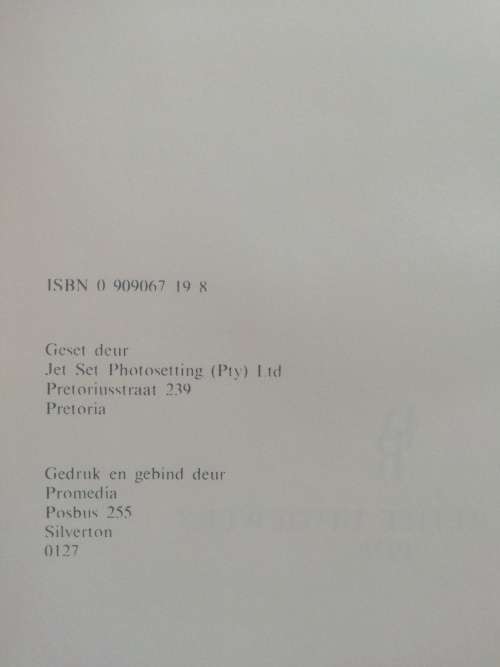 ISBN 0 909067 19 8
Geset deur
Jet Set Photosetting (Pty) Ltd
Pretoriusstraat 239
Pretoria
Gedruk en gebind deur
Promedia
Posbus 255
Silverton
0127